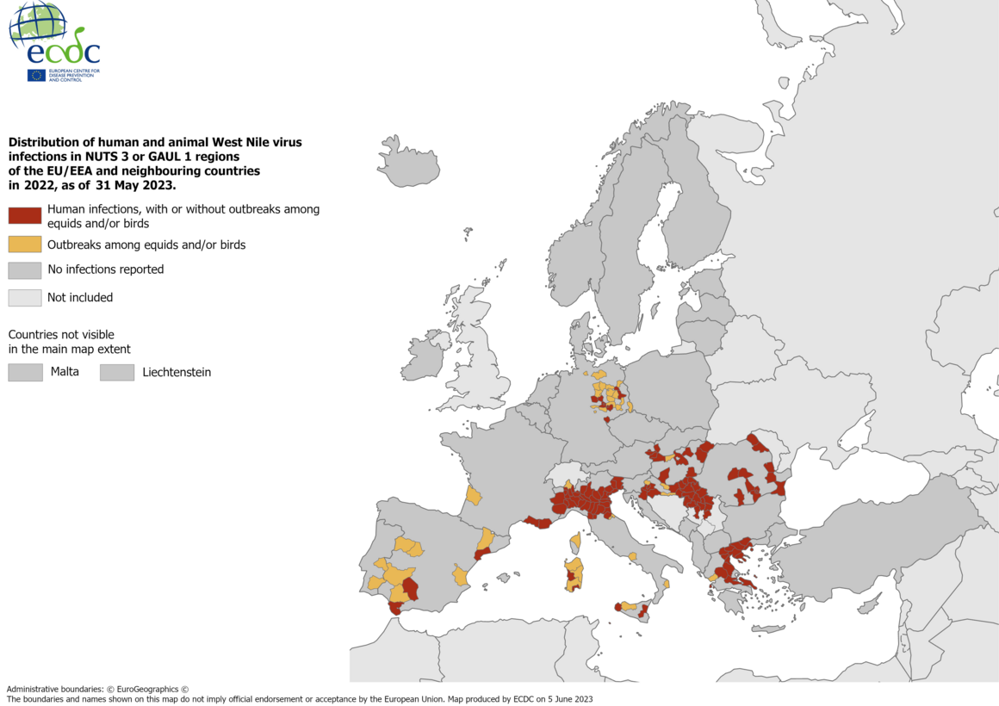 ecdc
EUROPEAN CENTRE FOR
DISEASE PREVENTION
AND CONTROL
Distribution of human and animal West Nile virus
infections in NUTS 3 or GAUL 1 regions
of the EU/EEA and neighbouring countries
in 2022, as of 31 May 2023.
Human infections, with or without outbreaks among
equids and/or birds
Outbreaks among equids and/or birds
No infections reported
Not included
Countries not visible
in the main map extent
Malta
Liechtenstein
Administrative boundaries: © EuroGeographics ©
The boundaries and names shown on this map do not imply official endorsement or acceptance by the European Union. Map produced by ECDC on 5 June 2023